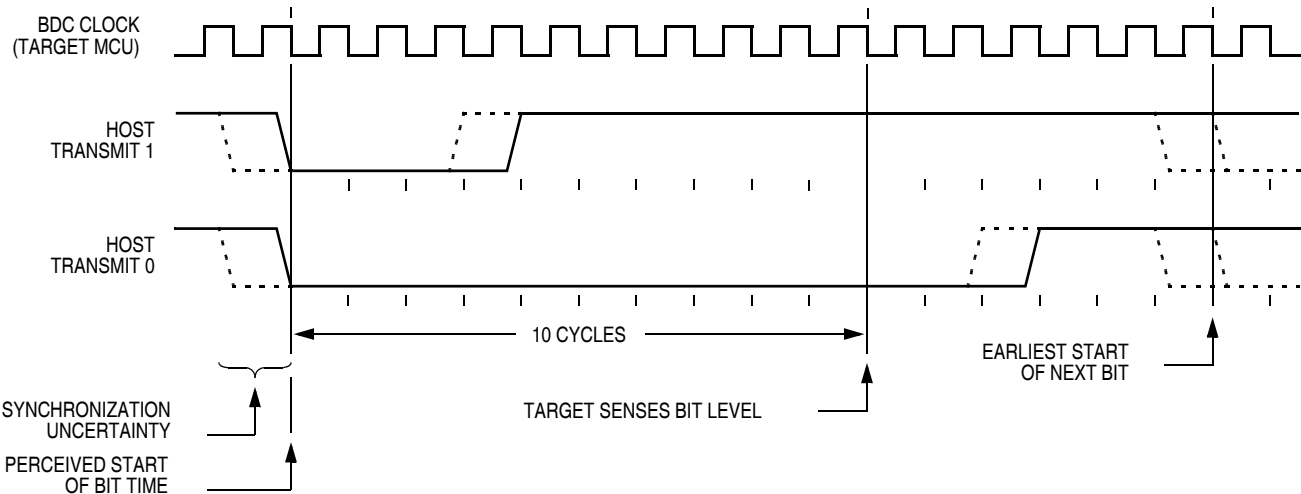 BDC CLOCK
(TARGET MCU)
HOST
TRANSMIT 1
HOST
TRANSMIT 0
10 CYCLES
EARLIEST START
OF NEXT BIT
SYNCHRONIZATION
UNCERTAINTY
TARGET SENSES BIT LEVEL
PERCEIVED START
OF BIT TIME